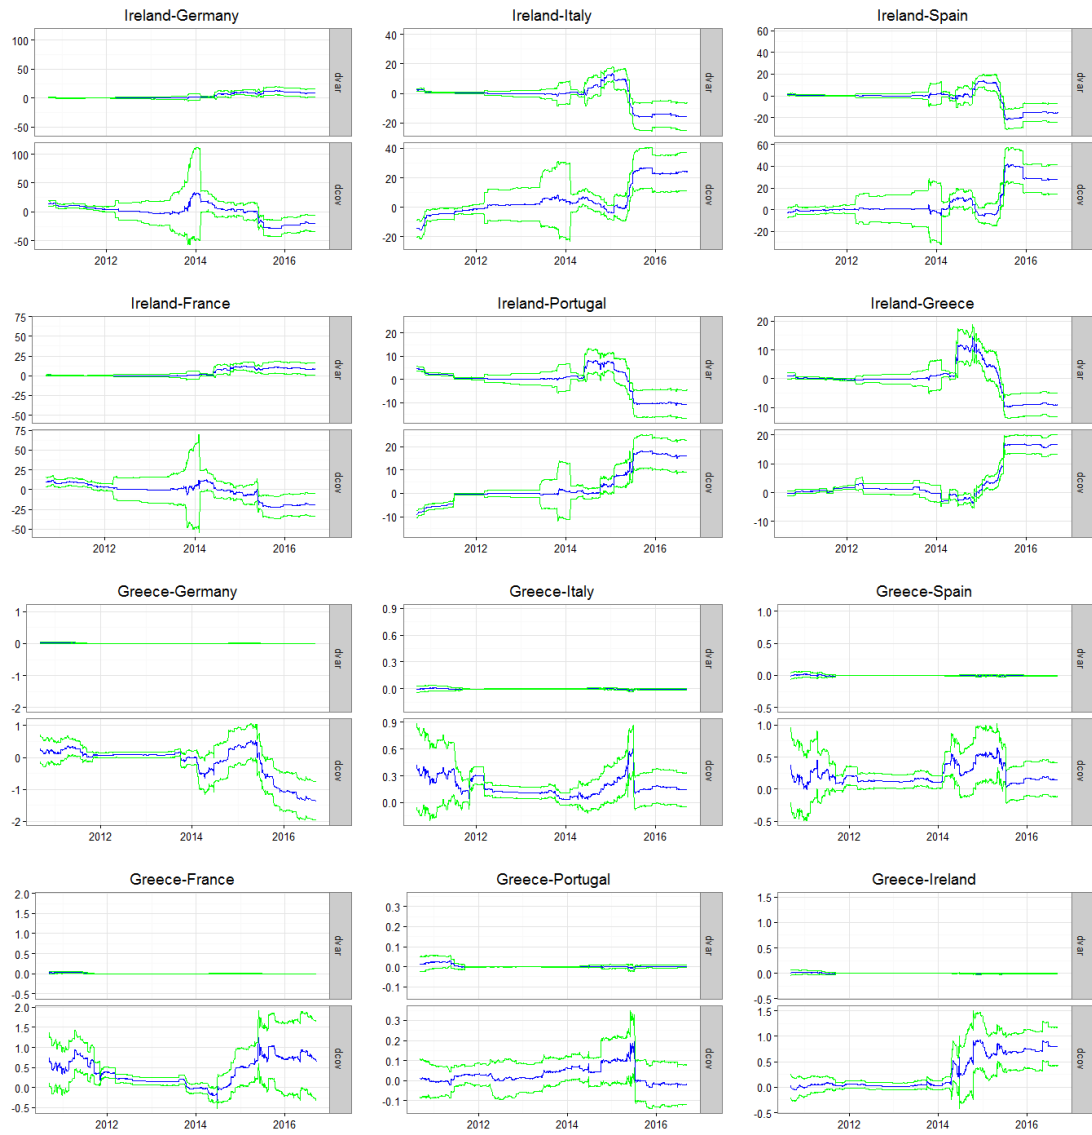 Ireland-Germany
100
50
0
-50
dvar
100
50
0
-50
dcov
2012 2014 2016
Ireland-Italy
40
20
0
-20
dvar
40
20
0
-20
dcov
2012 2014 2016
Ireland-Spain
60
40
20
0
-20
dvar
60
40
20
0
-20
dcov
2012 2014 2016
Ireland-France
75
50
25
0
-25
-50
dvar
75
50
25
0
-25
-50
dcov
2012 2014 2016
Ireland-Portugal
20
10
0
-10
dvar
20
10
0
-10
dcov
2012 2014 2016
Ireland-Greece
20
10
0
-10
dvar
20
10
0
-10
dcov
2012 2014 2016
Greece-Germany
1
0
-1
-2
dvar
1
0
-1
-2
dcov
2012 2014 2016
Greece-Italy
0.9
0.6
0.3
0.0
dvar
0.9
0.6
0.3
0.0
dcov
2012 2014 2016
Greece-Spain
1.0
0.5
0.0
-0.5
dvar
1.0
0.5
0.0
-0.5
dcov
2012 2014 2016
Greece-France
2.0
1.5
1.0
0.5
0.0
-0.5
dvar
2.0
1.5
1.0
0.5
0.0
-0.5
dcov
2012 2014 2016
Greece-Portugal
0.3
0.2
0.1
0.0
-0.1
dvar
0.3
0.2
0.1
0.0
-0.1
dcov
2012 2014 2016
Greece-Ireland
1.5
1.0
0.5
0.0
-0.5
dvar
1.5
1.0
0.5
0.0
-0.5
dcov
2012 2014 2016